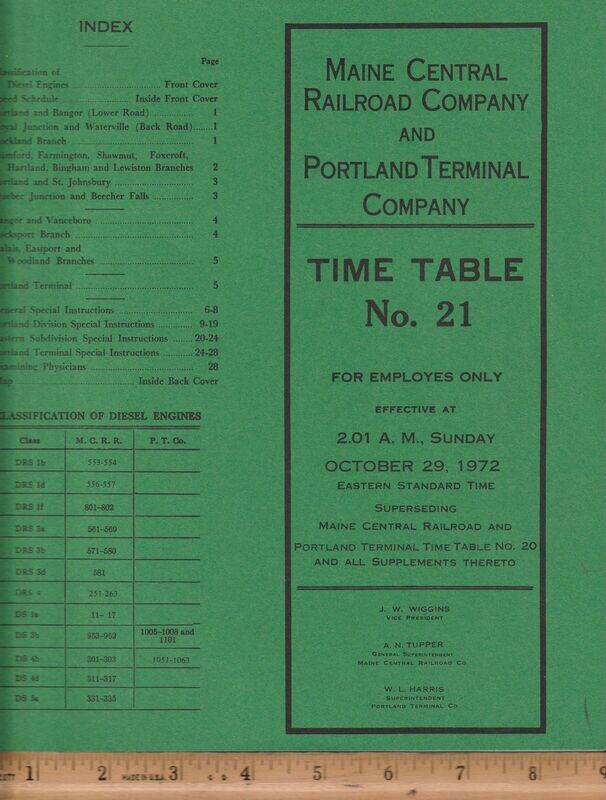 INDEX
Page
Diesel Engines Front Cover
Schedule Inside Front Cover
and Bangor (Lower Road) 1
Junction and Waterville (Back Road) 1
Branch 1
Farmington, Shawmut, Foxcroft,
Hartland, Bingham and Lewiston Branches 2
and St. Johnsbury 3
Junction and Beecher Falls 3
and Vanceboro 4
Branch 4
Eastport and
Woodland Branches 5
Terminal 5
Special Instructions 6-8
Division Special Instructions 9-19
Subdivision Special Instructions 20-24
Terminal Special Instructions 24-28
Physicians 28
Inside Back Cover
CLASSIFICATION OF DIESEL ENGINES
Class M. C. R. R. P. T. Co.
DRS 1b 553-554
DRS 1d 556-557
DRS 1f 801-802
DRS 3a 561-569
DRS 3b 571-580
DRS 3d 581
DRS 4 251-263
DS 1a 11- 17
DS 3b 953-962 1005-1008 and
1101
DS 4b 301-303 1051-1063
DS 4d 311-317
DS 5a 331-335
MAINE CENTRAL
RAILROAD COMPANY
AND
PORTLAND TERMINAL
COMPANY
TIME TABLE
No. 21
FOR EMPLOYES ONLY
EFFECTIVE AT
2.01 A. M., SUNDAY
OCTOBER 29, 1972
EASTERN STANDARD TIME
SUPERSEDING
MAINE CENTRAL RAILROAD AND
PORTLAND TERMINAL TIME TABLE NO. 20
AND ALL SUPPLEMENTS THERETO
J. W. WIGGINS
VICE PRESIDENT
A. N. TUPPER
GENERAL SUPERINTENDENT
MAINE CENTRAL RAILROAD CO.
W. L. HARRIS
SUPERINTENDENT
PORTLAND TERMINAL CO.
1 2 MADE IN U.S.A. 3 4 5 6 7 8 9